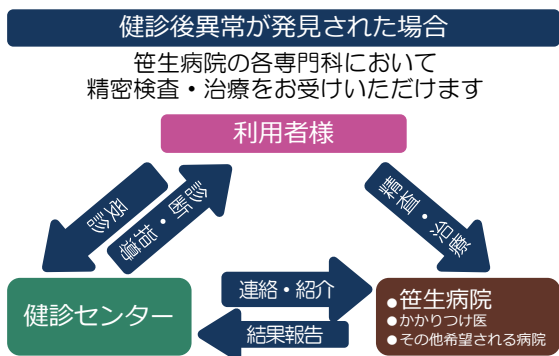 健診後異常が発見された場合
笹生病院の各専門科において
精密検査・治療をお受けいただけます
利用者様
受診
診断・指導
精査・治療
健診センター
連絡・紹介
結果報告
●笹生病院
●かかりつけ医
●その他希望される病院